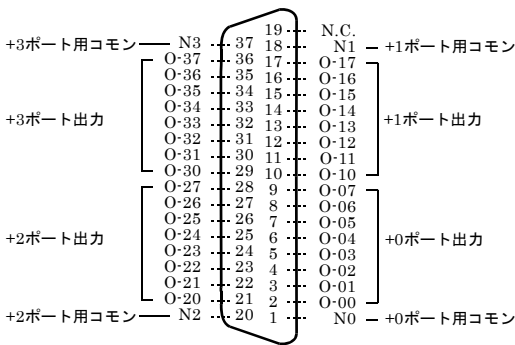 19 N.C.
+3ポート用コモン N3 37 18 N1 +1ポート用コモン
O-37 36 17 O-17
O-36 35 16 O-16
O-35 34 15 O-15
O-34 33 14 O-14
+3ポート出力 O-33 32 13 O-13 +1ポート出力
O-32 31 12 O-12
O-31 30 11 O-11
O-30 29 10 O-10
O-27 28 9 O-07
O-26 27 8 O-06
O-25 26 7 O-05
+2ポート出力 O-24 25 6 O-04 +0ポート出力
O-23 24 5 O-03
O-22 23 4 O-02
O-21 22 3 O-01
O-20 21 2 O-00
+2ポート用コモン N2 20 1 N0 +0ポート用コモン